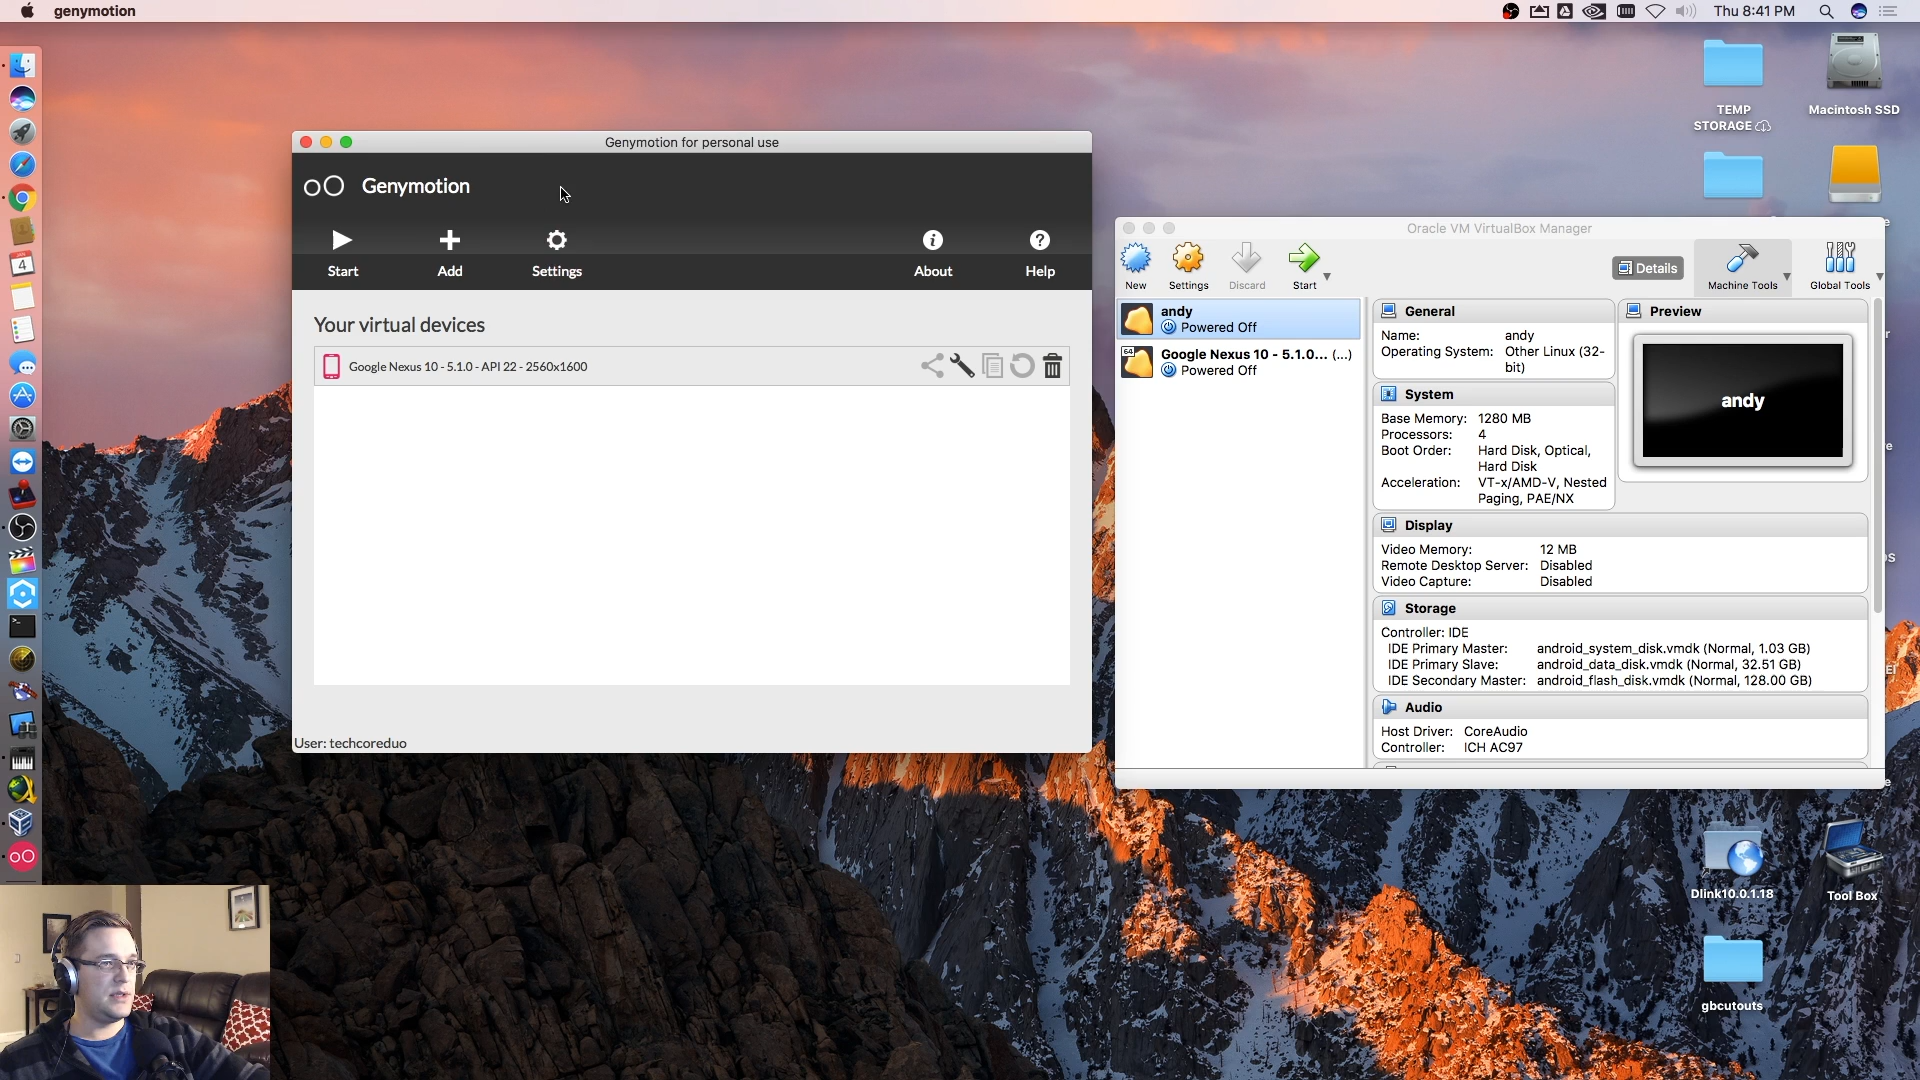 genymotion
Thu 8:41 PM
TEMP
STORAGE
Macintosh SSD
Genymotion for personal use
Genymotion
Start
Add
Settings
About
Help
Your virtual devices
Google Nexus 10 - 5.1.0 - API 22 - 2560x1600
User: techcoreduo
Oracle VM VirtualBox Manager
New
Settings
Discard
Start
Details
Machine Tools
Global Tools
andy
Powered Off
64
Google Nexus 10 - 5.1.0... (...)
Powered Off
General
Name: andy
Operating System: Other Linux (32-
bit)
Preview
andy
System
Base Memory: 1280 MB
Processors: 4
Boot Order: Hard Disk, Optical,
Hard Disk
Acceleration: VT-x/AMD-V, Nested
Paging, PAE/NX
Display
Video Memory: 12 MB
Remote Desktop Server: Disabled
Video Capture: Disabled
Storage
Controller: IDE
IDE Primary Master: android_system_disk.vmdk (Normal, 1.03 GB)
IDE Primary Slave: android_data_disk.vmdk (Normal, 32.51 GB)
IDE Secondary Master: android_flash_disk.vmdk (Normal, 128.00 GB)
Audio
Host Driver: CoreAudio
Controller: ICH AC97
Dlink10.0.1.18
Tool Box
gbcutouts
JAN
4